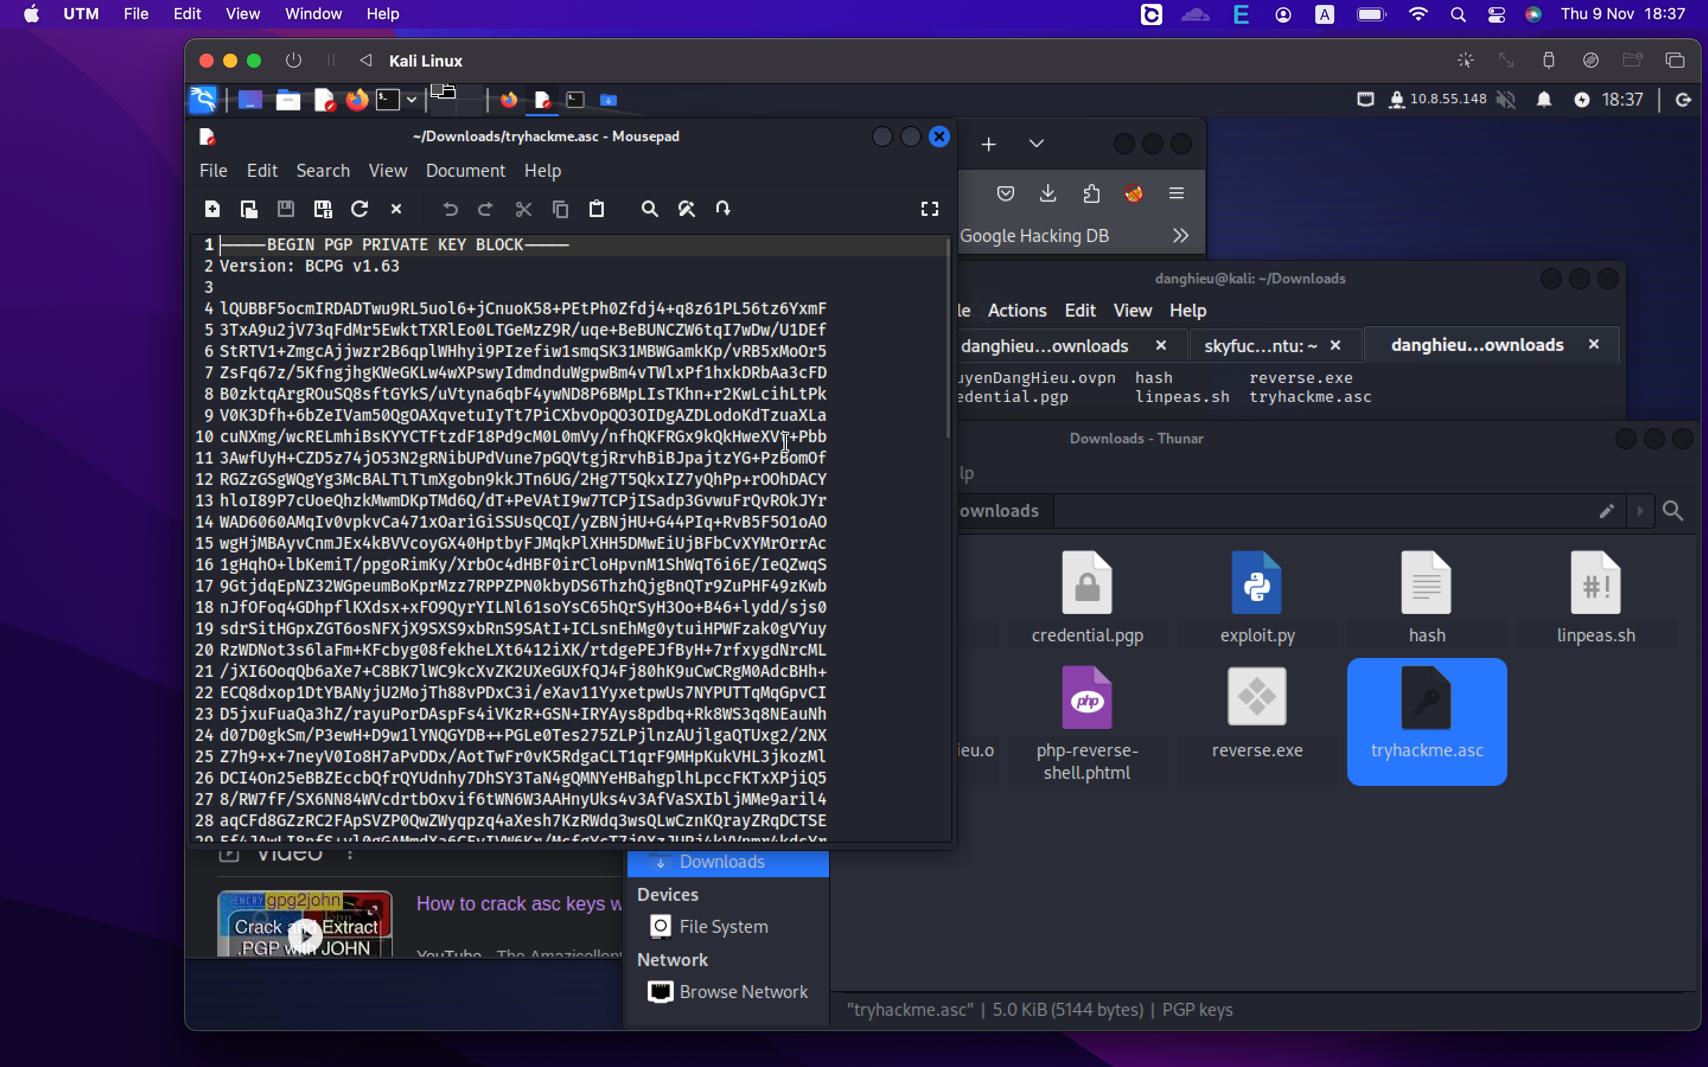 UTM File Edit View Window Help
E A Thu 9 Nov 18:37
Kali Linux
10.8.55.148 18:37
~/Downloads/tryhackme.asc - Mousepad
File Edit Search View Document Help
1 -----BEGIN PGP PRIVATE KEY BLOCK-----
2 Version: BCPG v1.63
3
4 lQUBBF5ocmIRDADTwu9RL5uol6+jCnuoK58+PEtPh0Zfdj4+q8z61PL56tz6YxmF
5 3TxA9u2jV73qFdMr5EwktTXRlEo0LTGeMzZ9R/uqe+BeBUNCZW6tqI7wDw/U1DEf
6 StRTV1+ZmgcAjjwzr2B6qplWHhyi9PIzefiw1smqSK31MBWGamkKp/vRB5xMoOr5
7 ZsFq67z/5KfngjhgKWeGKLw4wXPswyIdmdnduWgpwBm4vTWlxPf1hxkDRbAa3cFD
8 B0zktqArgROuSQ8sftGYkS/uVtyna6qbF4ywND8P6BMpLIsTKhn+r2KwLcihLtPk
9 V0K3Dfh+6bZeIVam50QgOAXqvetuIyTt7PiCXbvOpQO3OIDgAZDLodoKdTzuaXLa
10
11 3AwfUyH+CZD5z74jO53N2gRNibUPdVune7pGQVtgjRrvhBiBJpajtzYG+PzBomOf
12 RGZzGSgWQgYg3McBALTlTlmXgobn9kkJTn6UG/2Hg7T5QkxIZ7yQhPp+rOOhDACY
13 hloI89P7cUoeQhzkMwmDKpTMd6Q/dT+PeVAtI9w7TCPjISadp3GvwuFrQvROkJYr
14 WAD6060AMqIv0vpkvCa471xOariGiSSUsQCQI/yZBNjHU+G44PIq+RvB5F5O1oAO
15 wgHjMBAyvCnmJEx4kBVVcoyGX40HptbyFJMqkPlXHH5DMwEiUjBFbCvXYMrOrrAc
16 1gHqhO+lbKemiT/ppgoRimKy/XrbOc4dHBF0irCloHpvnM1ShWqT6i6E/IeQZwqS
17 9GtjdqEpNZ32WGpeumBoKprMzz7RPPZPN0kbyDS6ThzhQjgBnQTr9ZuPHF49zKwb
18 nJfOFoq4GDhpflKXdsx+xFO9QyrYILNl61soYsC65hQrSyH3Oo+B46+lydd/sjs0
19 sdrSitHGpxZGT6osNFXjX9SXS9xbRnS9SAtI+ICLsnEhMg0ytuiHPWFzak0gVYuy
20 RzWDNot3s6laFm+KFcbyg08fekheLXt6412iXK/rtdgePEJfByH+7rfxygdNrcML
21 /jXI6OoqQb6aXe7+C8BK7lWC9kcXvZK2UXeGUXfQJ4Fj80hK9uCwCRgM0AdcBHh+
22 ECQ8dxop1DtYBANyjU2MojTh88vPDxC3i/eXav11YyxetpwUs7NYPUTTqMqGpvCI
23 D5jxuFuaQa3hZ/rayuPorDAspFs4iVKzR+GSN+IRYAys8pdbq+Rk8WS3q8NEauNh
24 d07D0gkSm/P3ewH+D9w1lYNQGYDB++PGLe0Tes275ZLPjlnzAUjlgaQTUxg2/2NX
25 Z7h9+x+7neyV0Io8H7aPvDDx/AotTwFr0vK5RdgaCLT1qrF9MHpKukVHL3jkozMl
26 DCI4On25eBBZEccbQfrQYUdnhy7DhSY3TaN4gQMNYeHBahgplhLpccFKTxXPjiQ5
27 8/RW7fF/SX6NN84WVcdrtbOxvif6tWN6W3AAHnyUks4v3AfVaSXIbljMMe9aril4
28 aqCFd8GZzRC2FApSVZP0QwZWyqpzq4aXesh7KzRWdq3wsQLwCznKQrayZRqDCTSE
Google Hacking DB
danghieu@kali: ~/Downloads
Actions Edit View Help
danghieu...ownloads skyfuc...ntu: ~ danghieu...ownloads
uyenDangHieu.ovpn hash reverse.exe
edential.pgp linpeas.sh tryhackme.asc
Downloads - Thunar
lp
ownloads
credential.pgp exploit.py hash linpeas.sh
ieu.o php-reverse-shell.phtml reverse.exe tryhackme.asc
Video
gpg2john
Crack and Extract
PGP with JOHN
How to crack asc keys w
Downloads
Devices
File System
Network
Browse Network
"tryhackme.asc" | 5.0 KiB (5144 bytes) | PGP keys